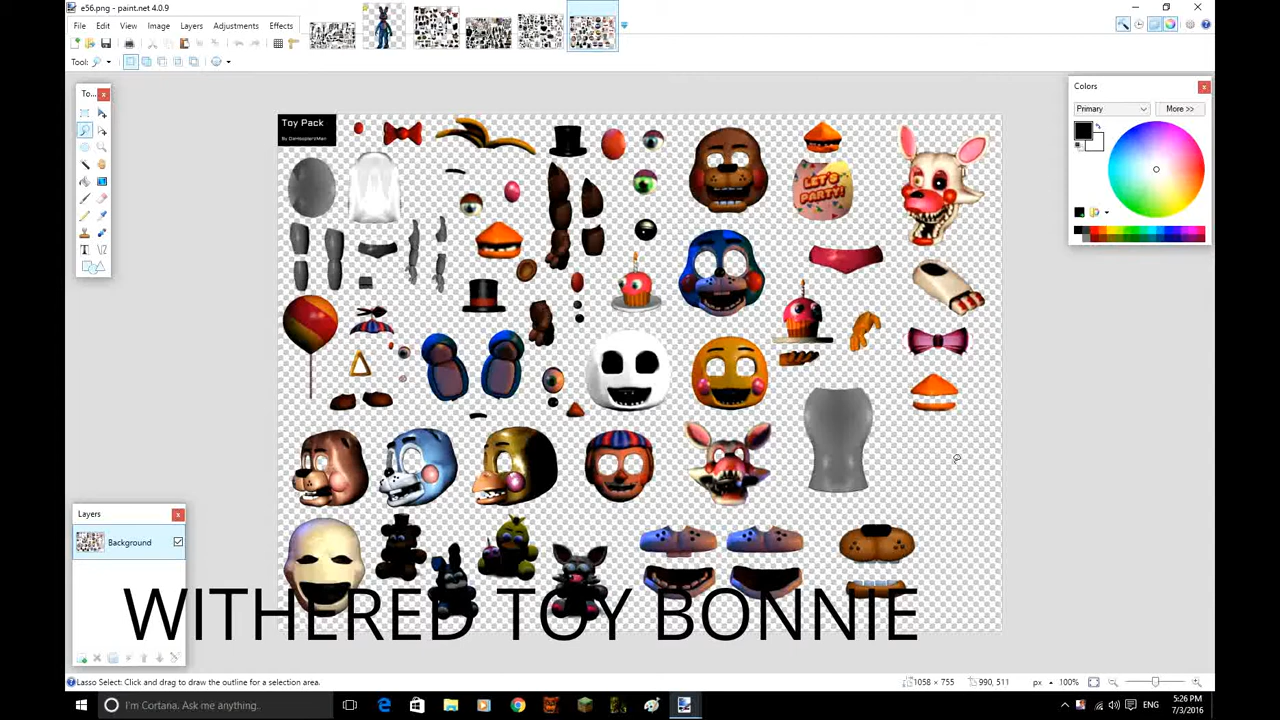 e56.png - paint.net 4.0.9
File Edit View Image Layers Adjustments Effects
Tool:
To...
Colors
Primary More >>
Toy Pack
LET'S PARTY!
Layers
Background
WITHERED TOY BONNIE
Lasso Select: Click and drag to draw the outline for a selection area.
1058 × 755 990, 511 px 100%
I'm Cortana. Ask me anything.
ENG
5:26 PM
7/3/2016